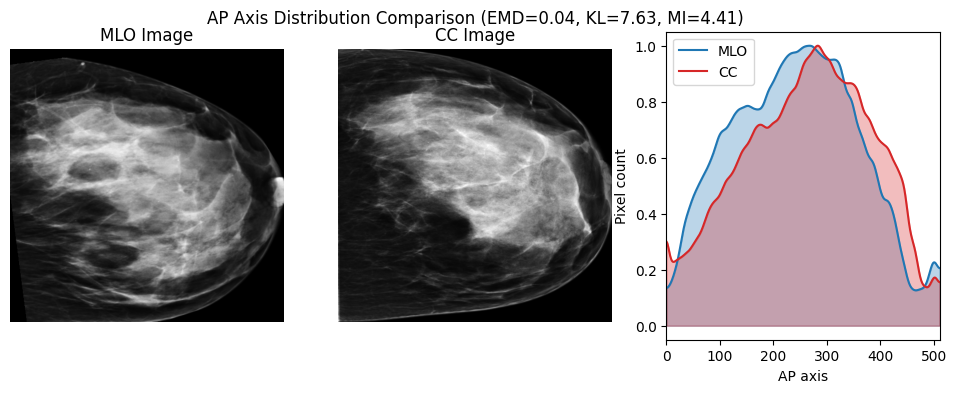 AP Axis Distribution Comparison (EMD=0.04, KL=7.63, MI=4.41)
MLO Image
CC Image
MLO
CC
Pixel count
1.0
0.8
0.6
0.4
0.2
0.0
0 100 200 300 400 500
AP axis